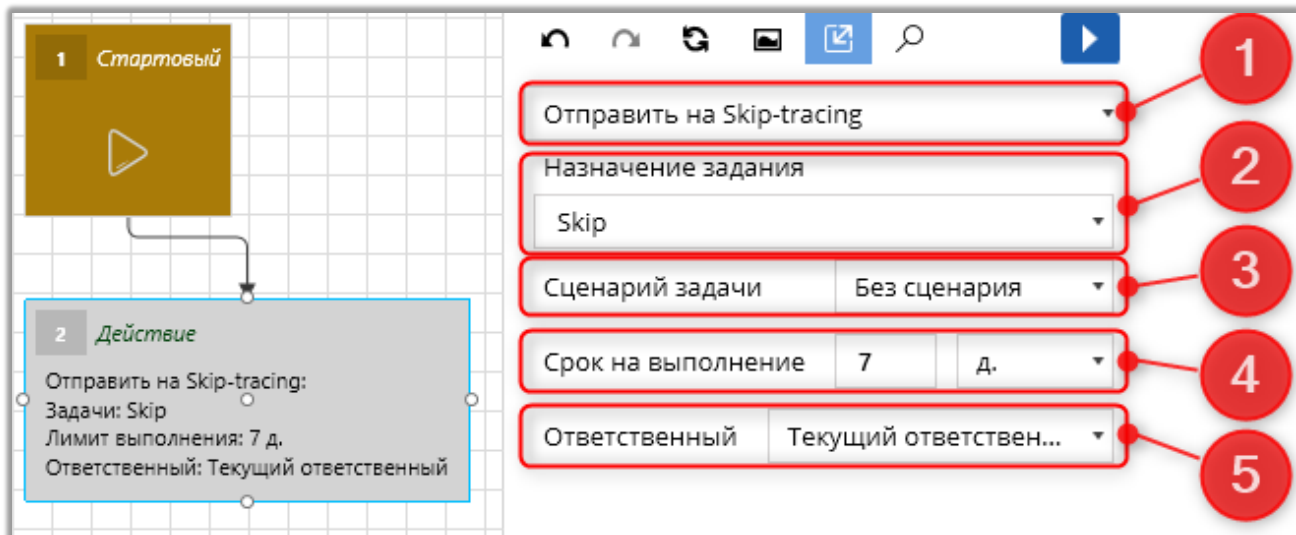 1 Стартовый
2 Действие
Отправить на Skip-tracing:
Задачи: Skip
Лимит выполнения: 7 д.
Ответственный: Текущий ответственный
Отправить на Skip-tracing
Назначение задания
Skip
Сценарий задачи Без сценария
Срок на выполнение 7 д.
Ответственный Текущий ответствен...
1
2
3
4
5